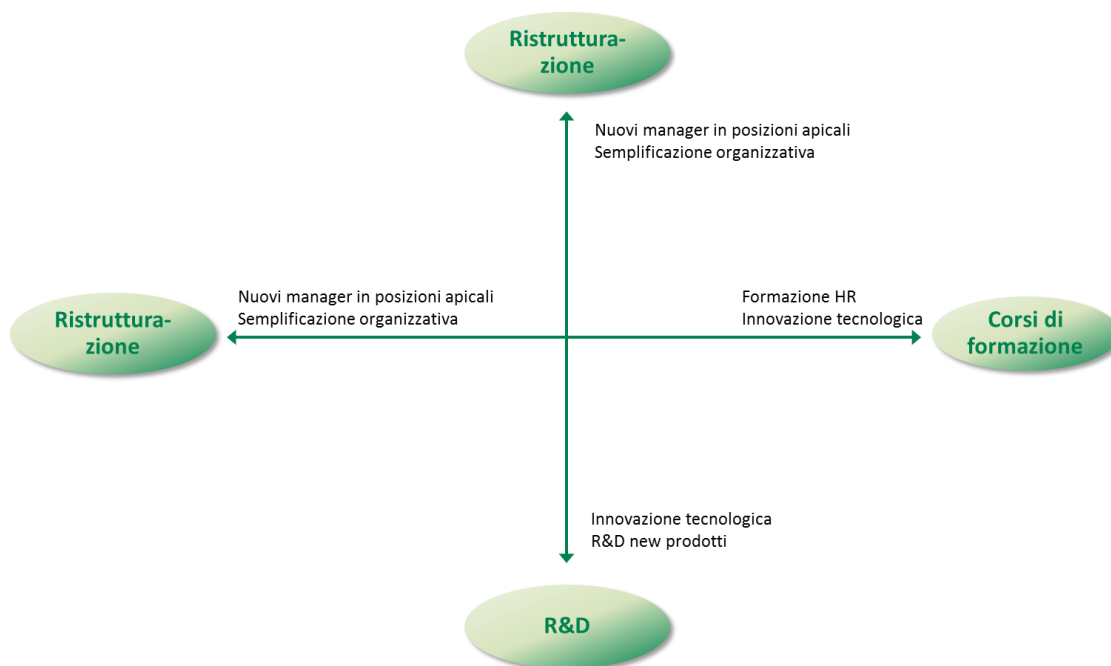 Ristruttura-
zione
Nuovi manager in posizioni apicali
Semplificazione organizzativa
Ristruttura-
zione
Nuovi manager in posizioni apicali
Semplificazione organizzativa
Formazione HR
Innovazione tecnologica
Corsi di
formazione
Innovazione tecnologica
R&D new prodotti
R&D